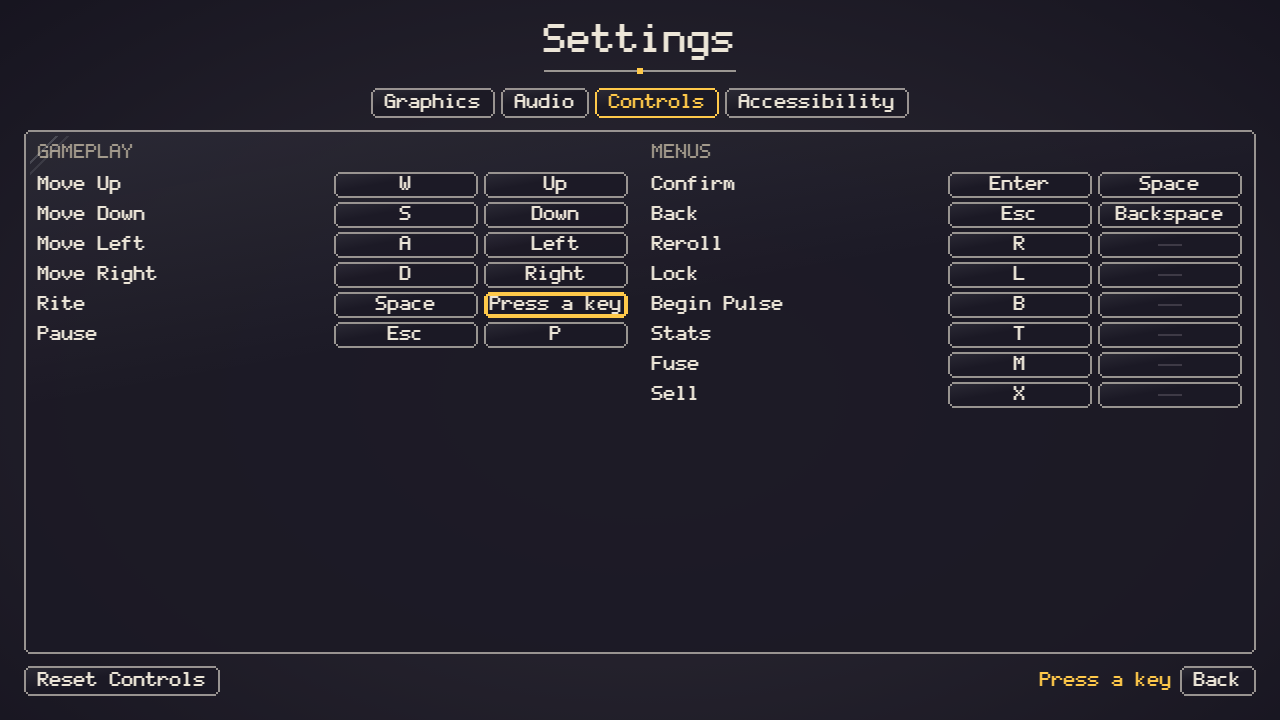 Settings
Graphics Audio Controls Accessibility
GAMEPLAY
Move Up W Up
Move Down S Down
Move Left A Left
Move Right D Right
Rite Space Press a key
Pause Esc P
MENUS
Confirm Enter Space
Back Esc Backspace
Reroll R —
Lock L —
Begin Pulse B —
Stats T —
Fuse M —
Sell X —
Reset Controls
Press a key Back